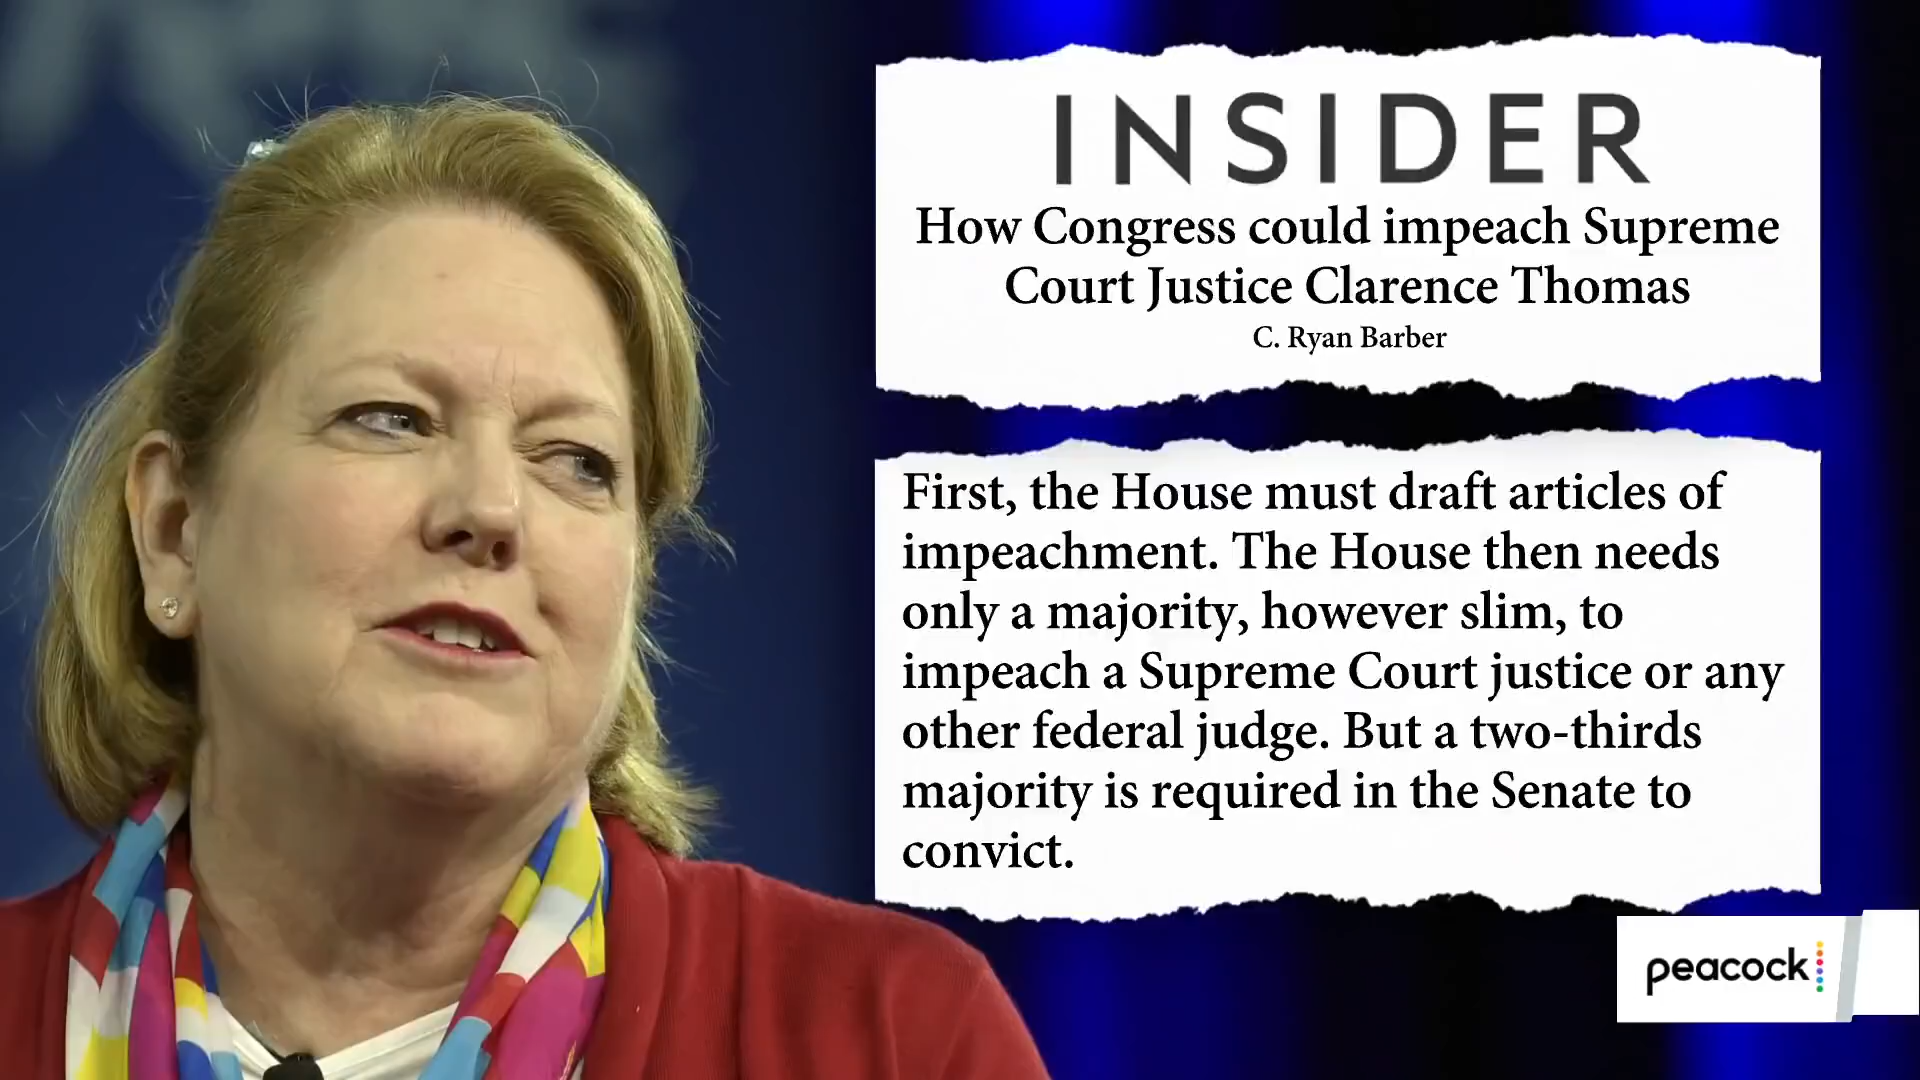 INSIDER
How Congress could impeach Supreme
Court Justice Clarence Thomas
C. Ryan Barber
First, the House must draft articles of
impeachment. The House then needs
only a majority, however slim, to
impeach a Supreme Court justice or any
other federal judge. But a two-thirds
majority is required in the Senate to
convict.
peacock